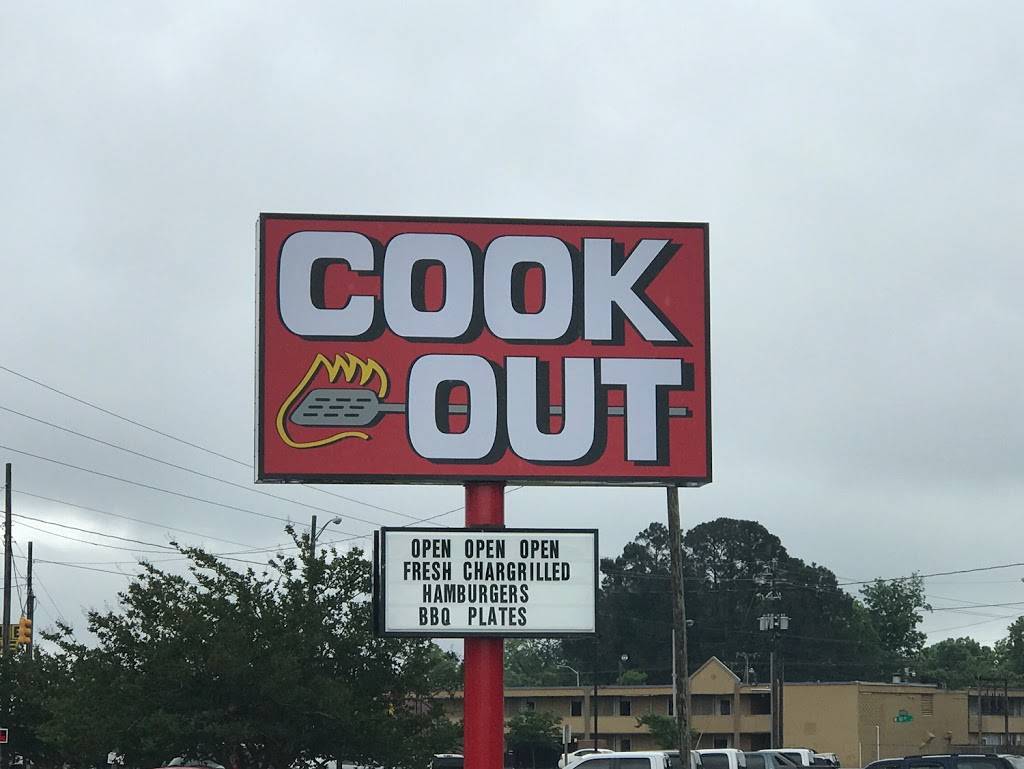 COOK
OUT
OPEN OPEN OPEN
FRESH CHARGRILLED
HAMBURGERS
BBQ PLATES